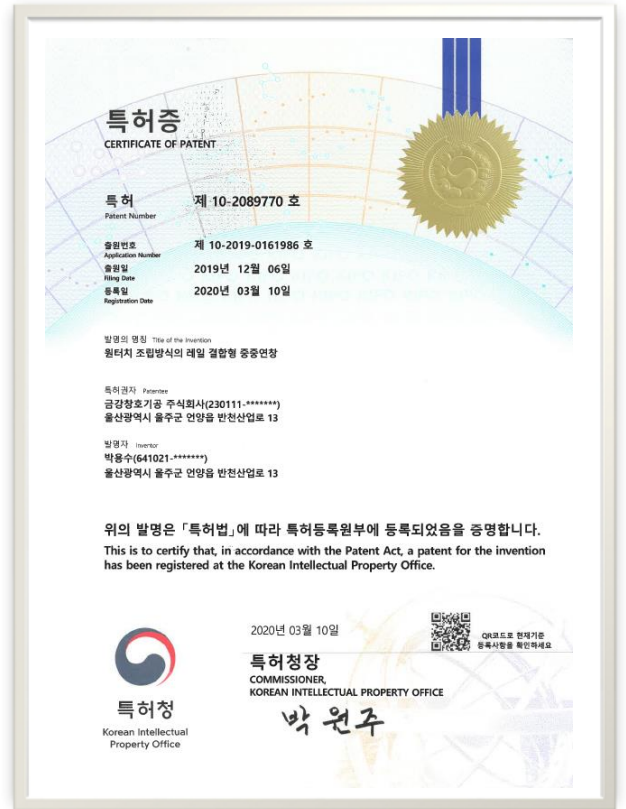 특허증
CERTIFICATE OF PATENT
특허 제 10-2089770 호
Patent Number
출원번호 제 10-2019-0161986 호
Application Number
출원일 2019년 12월 06일
Filing Date
등록일 2020년 03월 10일
Registration Date
발명의 명칭 Title of the Invention
원터치 조립방식의 레일 결합형 중중연창
특허권자 Patentee
금강창호기공 주식회사(230111-*******)
울산광역시 울주군 언양읍 반천산업로 13
발명자 Inventor
박용수(641021-*******)
울산광역시 울주군 언양읍 반천산업로 13
위의 발명은 「특허법」에 따라 특허등록원부에 등록되었음을 증명합니다.
This is to certify that, in accordance with the Patent Act, a patent for the invention
has been registered at the Korean Intellectual Property Office.
2020년 03월 10일
QR코드로 현재기준
등록사항을 확인하세요
특허청장
COMMISSIONER,
KOREAN INTELLECTUAL PROPERTY OFFICE
박원주
특허청
Korean Intellectual
Property Office